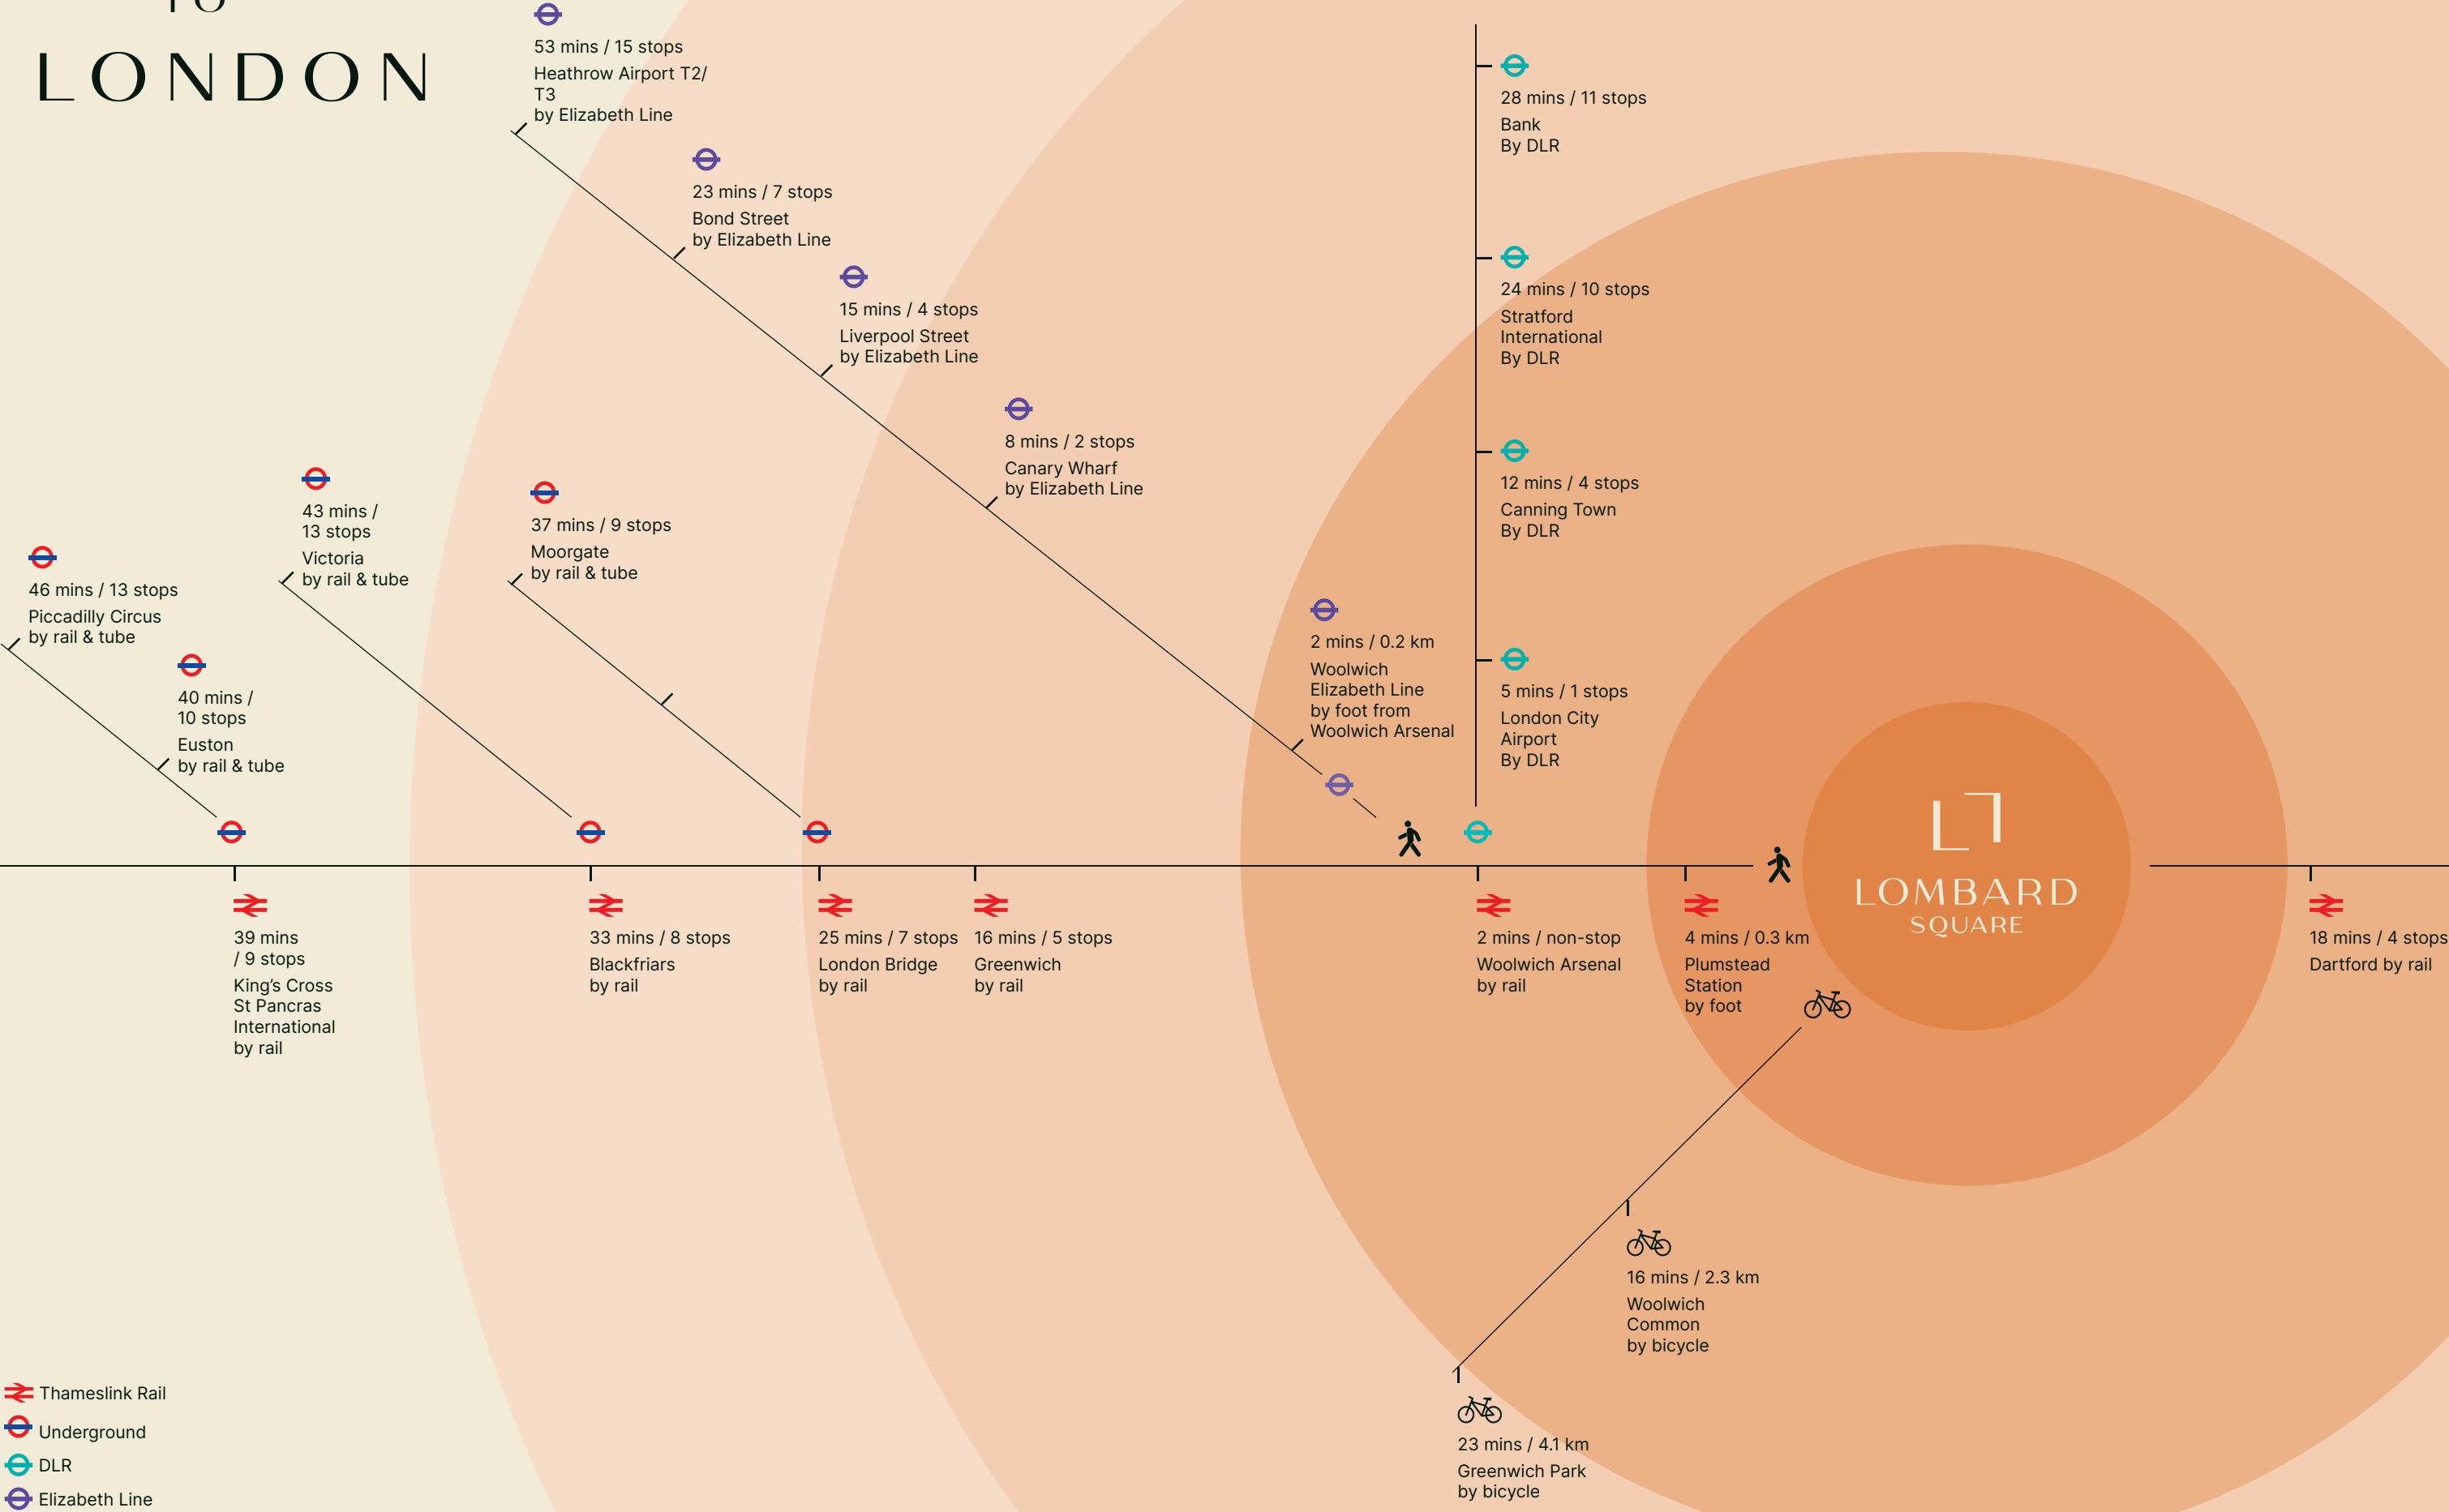 TO
LONDON
53 mins / 15 stops
Heathrow Airport T2/
T3
by Elizabeth Line
23 mins / 7 stops
Bond Street
by Elizabeth Line
15 mins / 4 stops
Liverpool Street
by Elizabeth Line
8 mins / 2 stops
Canary Wharf
by Elizabeth Line
2 mins / 0.2 km
Woolwich
Elizabeth Line
by foot from
Woolwich Arsenal
28 mins / 11 stops
Bank
By DLR
24 mins / 10 stops
Stratford
International
By DLR
12 mins / 4 stops
Canning Town
By DLR
5 mins / 1 stops
London City
Airport
By DLR
46 mins / 13 stops
Piccadilly Circus
by rail & tube
40 mins /
10 stops
Euston
by rail & tube
43 mins /
13 stops
Victoria
by rail & tube
37 mins / 9 stops
Moorgate
by rail & tube
39 mins
/ 9 stops
King’s Cross
St Pancras
International
by rail
33 mins / 8 stops
Blackfriars
by rail
25 mins / 7 stops
London Bridge
by rail
16 mins / 5 stops
Greenwich
by rail
2 mins / non-stop
Woolwich Arsenal
by rail
4 mins / 0.3 km
Plumstead
Station
by foot
LOMBARD
SQUARE
18 mins / 4 stops
Dartford by rail
16 mins / 2.3 km
Woolwich
Common
by bicycle
23 mins / 4.1 km
Greenwich Park
by bicycle
Thameslink Rail
Underground
DLR
Elizabeth Line